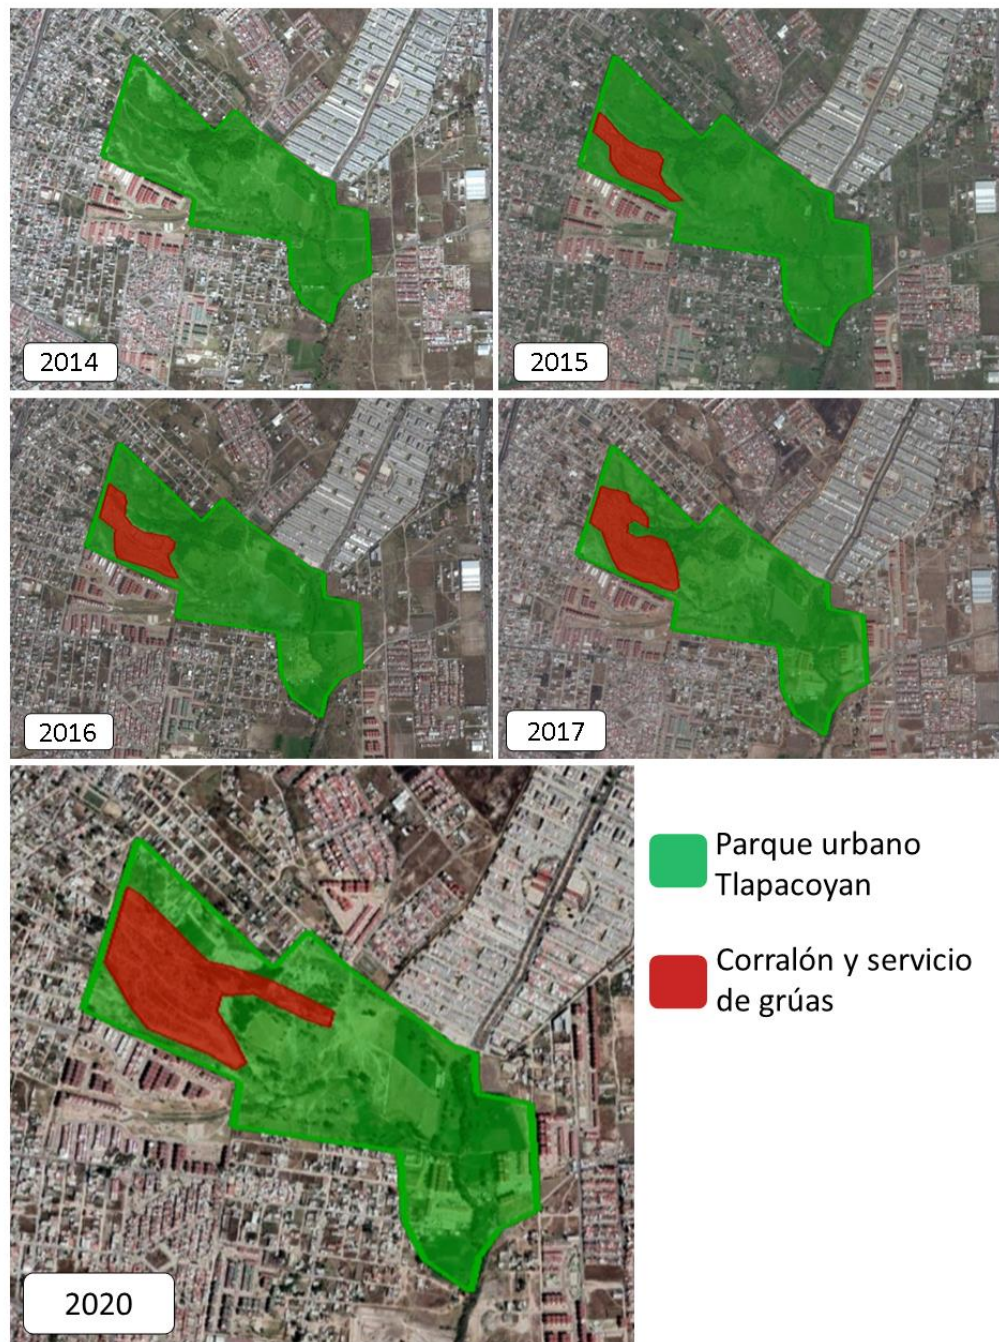 2014
2015
2016
2017
2020
Parque urbano
Tlapacoyan
Corralón y servicio
de grúas